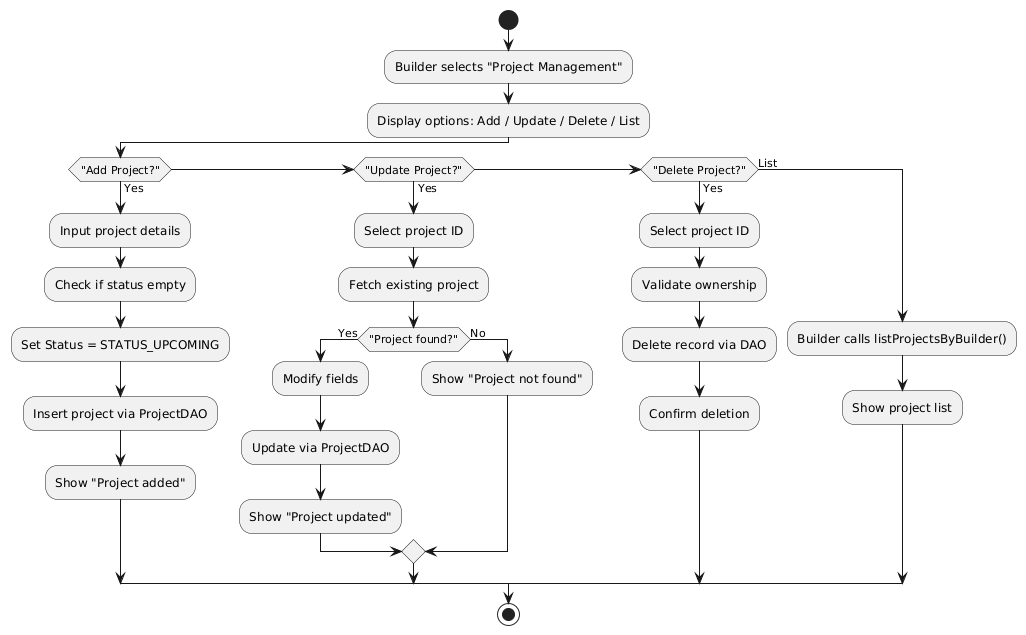 Builder selects "Project Management"
Display options: Add / Update / Delete / List
"Add Project?"
Yes
Input project details
Check if status empty
Set Status = STATUS_UPCOMING
Insert project via ProjectDAO
Show "Project added"
"Update Project?"
Yes
Select project ID
Fetch existing project
"Project found?"
Yes
Modify fields
Update via ProjectDAO
Show "Project updated"
No
Show "Project not found"
"Delete Project?"
Yes
Select project ID
Validate ownership
Delete record via DAO
Confirm deletion
List
Builder calls listProjectsByBuilder()
Show project list